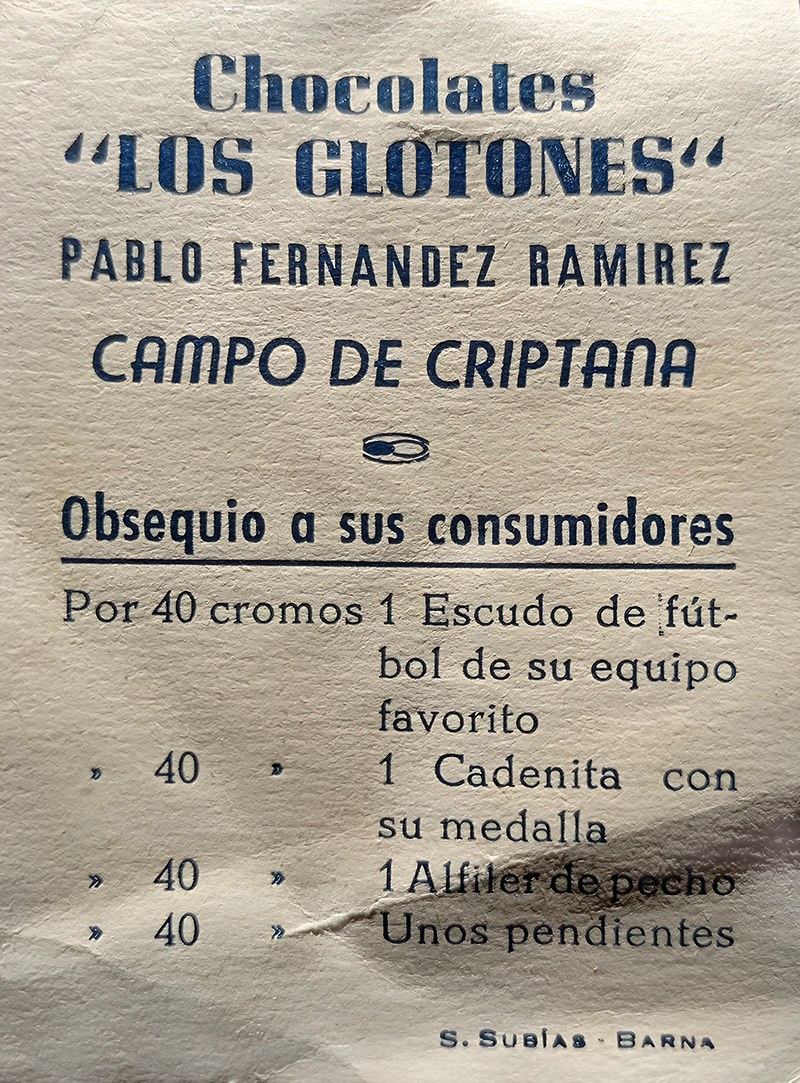 Chocolates
“LOS GLOTONES“
PABLO FERNANDEZ RAMIREZ
CAMPO DE CRIPTANA
Obsequio a sus consumidores
Por 40 cromos 1 Escudo de fút-
bol de su equipo
favorito
» 40 » 1 Cadenita con
su medalla
» 40 » 1 Alfiler de pecho
» 40 » Unos pendientes
S. SUBÍAS - BARNA